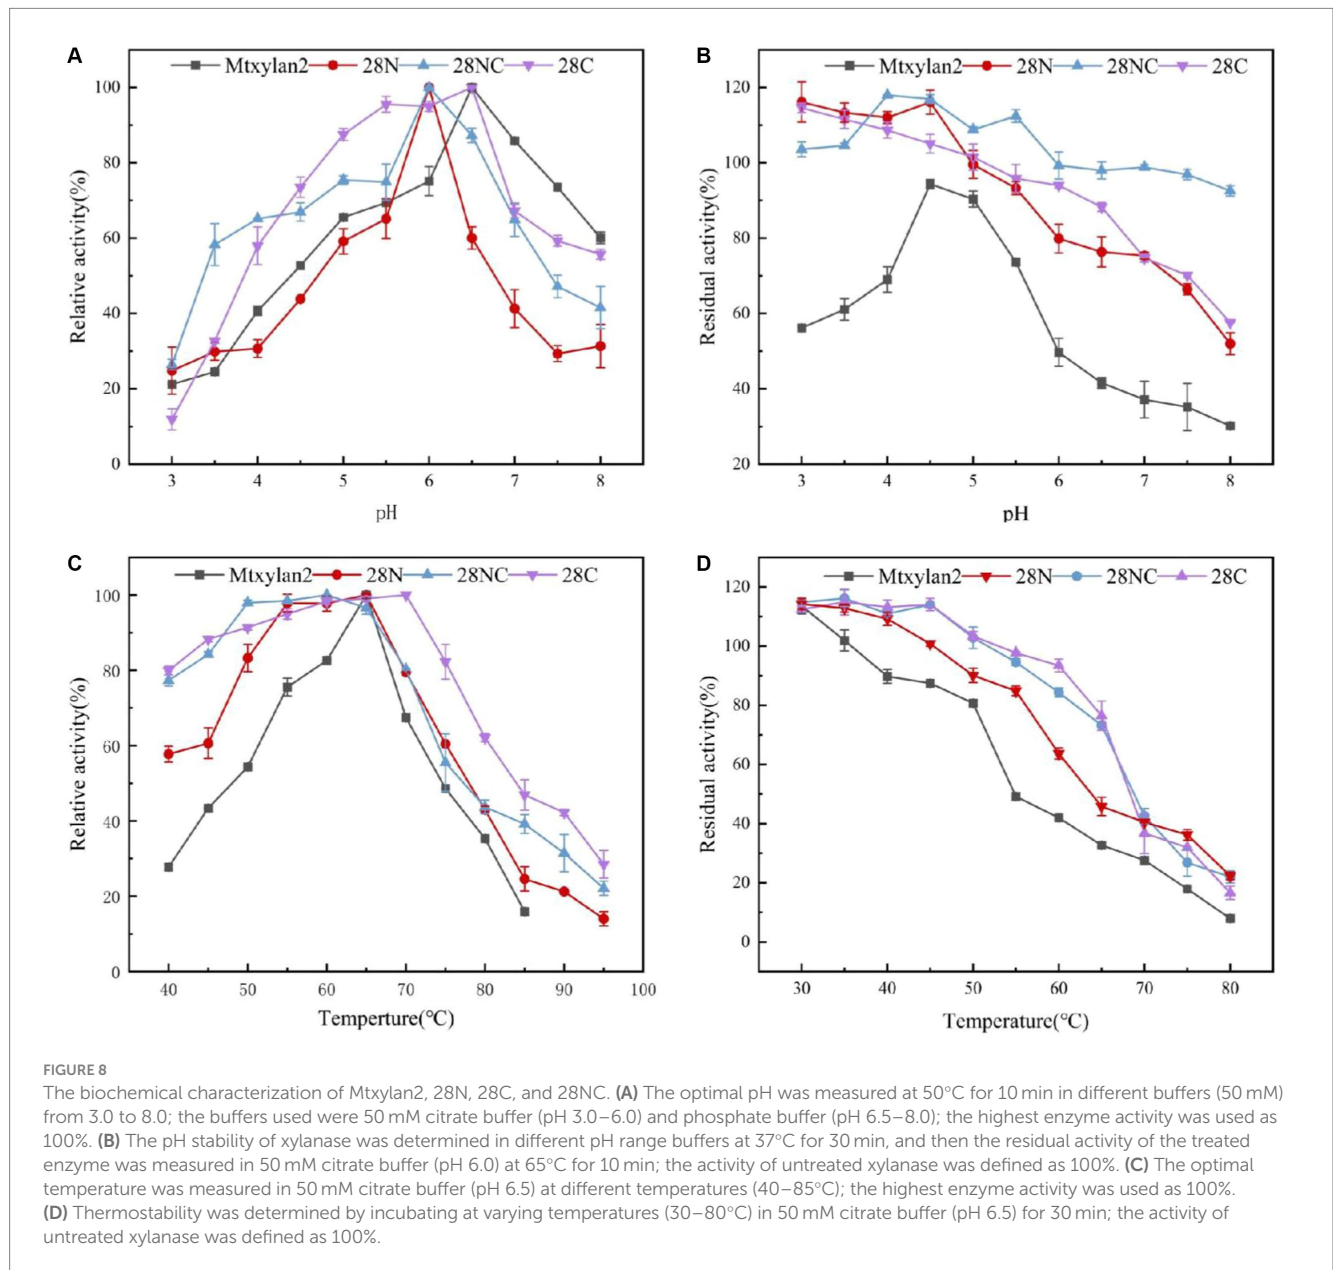 A
Mtxylan2 28N 28NC 28C
100
80
60
40
20
0
Relative activity(%)
3 4 5 6 7 8
pH
B
Mtxylan2 28N 28NC 28C
120
100
80
60
40
20
Residual activity(%)
3 4 5 6 7 8
pH
C
Mtxylan2 28N 28NC 28C
100
80
60
40
20
0
Relative activity(%)
40 50 60 70 80 90 100
Temperture(°C)
D
Mtxylan2 28N 28NC 28C
120
100
80
60
40
20
0
Residual activity(%)
30 40 50 60 70 80
Temperature(°C)
FIGURE 8
The biochemical characterization of Mtxylan2, 28N, 28C, and 28NC. (A) The optimal pH was measured at 50°C for 10 min in different buffers (50 mM)
from 3.0 to 8.0; the buffers used were 50 mM citrate buffer (pH 3.0–6.0) and phosphate buffer (pH 6.5–8.0); the highest enzyme activity was used as
100%. (B) The pH stability of xylanase was determined in different pH range buffers at 37°C for 30 min, and then the residual activity of the treated
enzyme was measured in 50 mM citrate buffer (pH 6.0) at 65°C for 10 min; the activity of untreated xylanase was defined as 100%. (C) The optimal
temperature was measured in 50 mM citrate buffer (pH 6.5) at different temperatures (40–85°C); the highest enzyme activity was used as 100%.
(D) Thermostability was determined by incubating at varying temperatures (30–80°C) in 50 mM citrate buffer (pH 6.5) for 30 min; the activity of
untreated xylanase was defined as 100%.